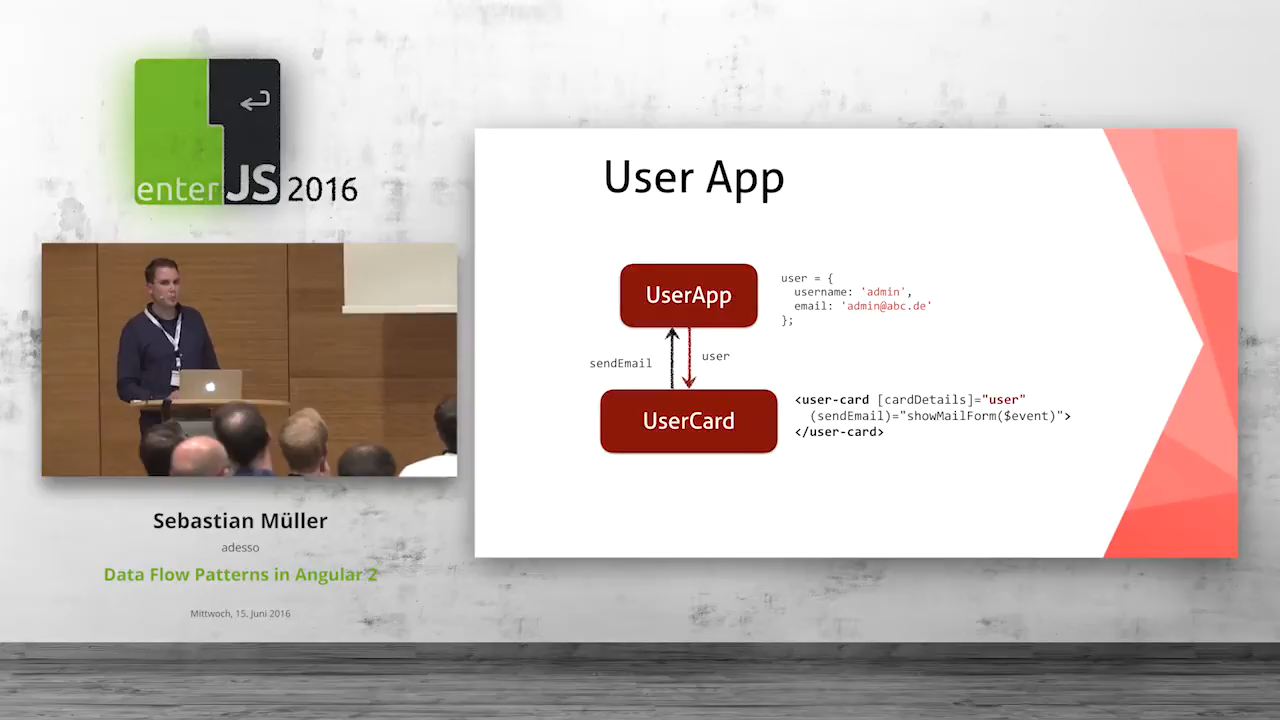 enterJS 2016
Sebastian Müller
adesso
Data Flow Patterns in Angular 2
Mittwoch, 15. Juni 2016
User App
UserApp
user = {
username: 'admin',
email: 'admin@abc.de'
};
sendEmail
user
UserCard
<user-card [cardDetails]="user"
(sendEmail)="showMailForm($event)">
</user-card>